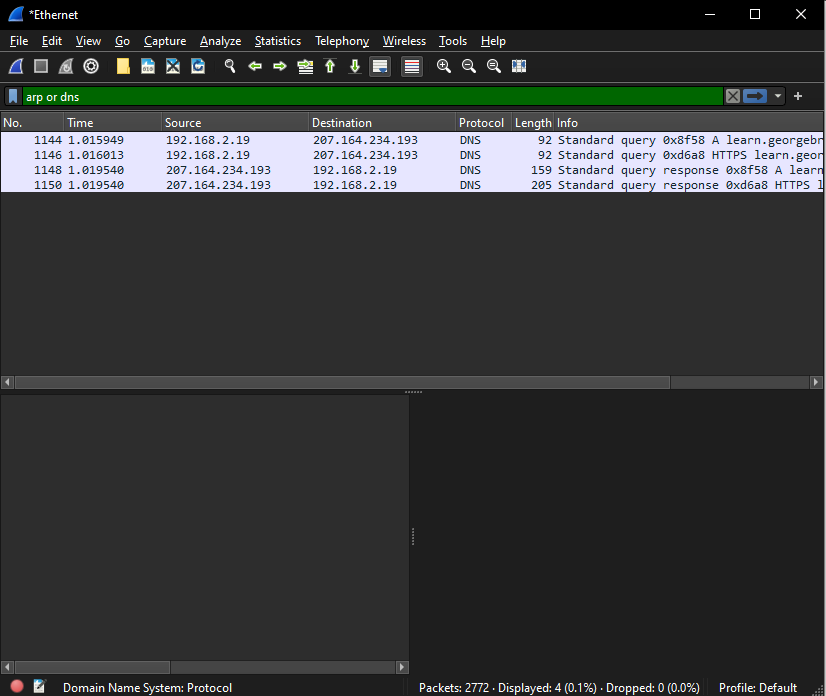 *Ethernet
File Edit View Go Capture Analyze Statistics Telephony Wireless Tools Help
arp or dns
No. Time Source Destination Protocol Length Info
1144 1.015949 192.168.2.19 207.164.234.193 DNS 92 Standard query 0x8f58 A learn.georgebr
1146 1.016013 192.168.2.19 207.164.234.193 DNS 92 Standard query 0xd6a8 HTTPS learn.geor
1148 1.019540 207.164.234.193 192.168.2.19 DNS 159 Standard query response 0x8f58 A learn
1150 1.019540 207.164.234.193 192.168.2.19 DNS 205 Standard query response 0xd6a8 HTTPS l
Domain Name System: Protocol Packets: 2772 · Displayed: 4 (0.1%) · Dropped: 0 (0.0%) Profile: Default